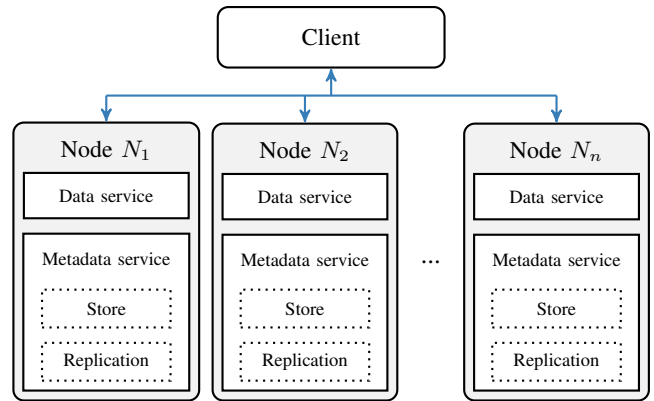 Client
Node N₁
Data service
Metadata service
Store
Replication
Node N₂
Data service
Metadata service
Store
Replication
...
Node Nₙ
Data service
Metadata service
Store
Replication